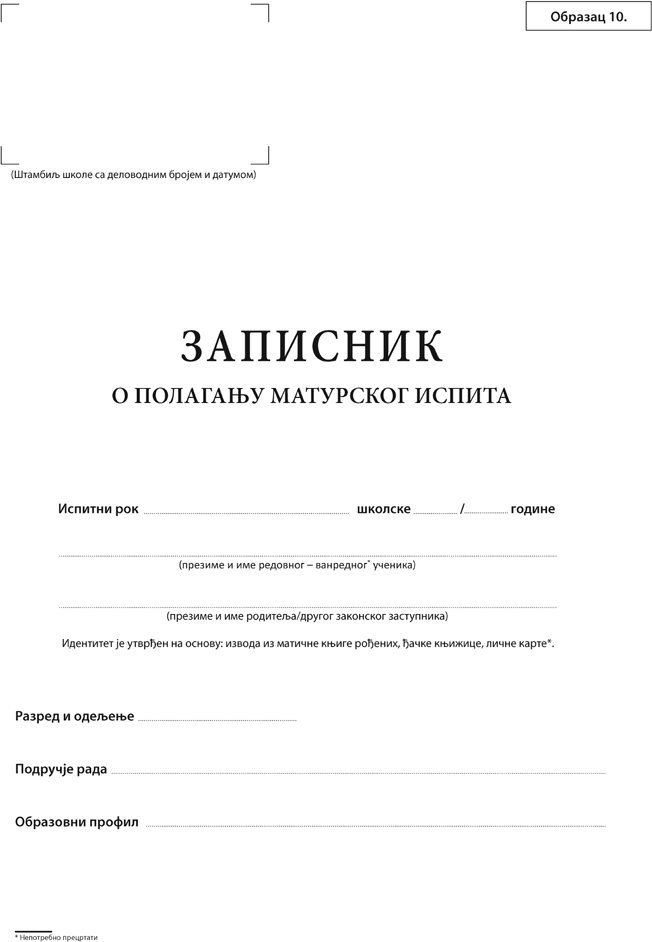 Образац 10.
(Штамбиљ школе са деловодним бројем и датумом)
ЗАПИСНИК
О ПОЛАГАЊУ МАТУРСКОГ ИСПИТА
Испитни рок школске / године
(презиме и име редовног – ванредног* ученика)
(презиме и име родитеља/другог законског заступника)
Идентитет је утврђен на основу: извода из матичне књиге рођених, ђачке књижице, личне карте*.
Разред и одељење
Подручје рада
Образовни профил
* Непотребно прецртати